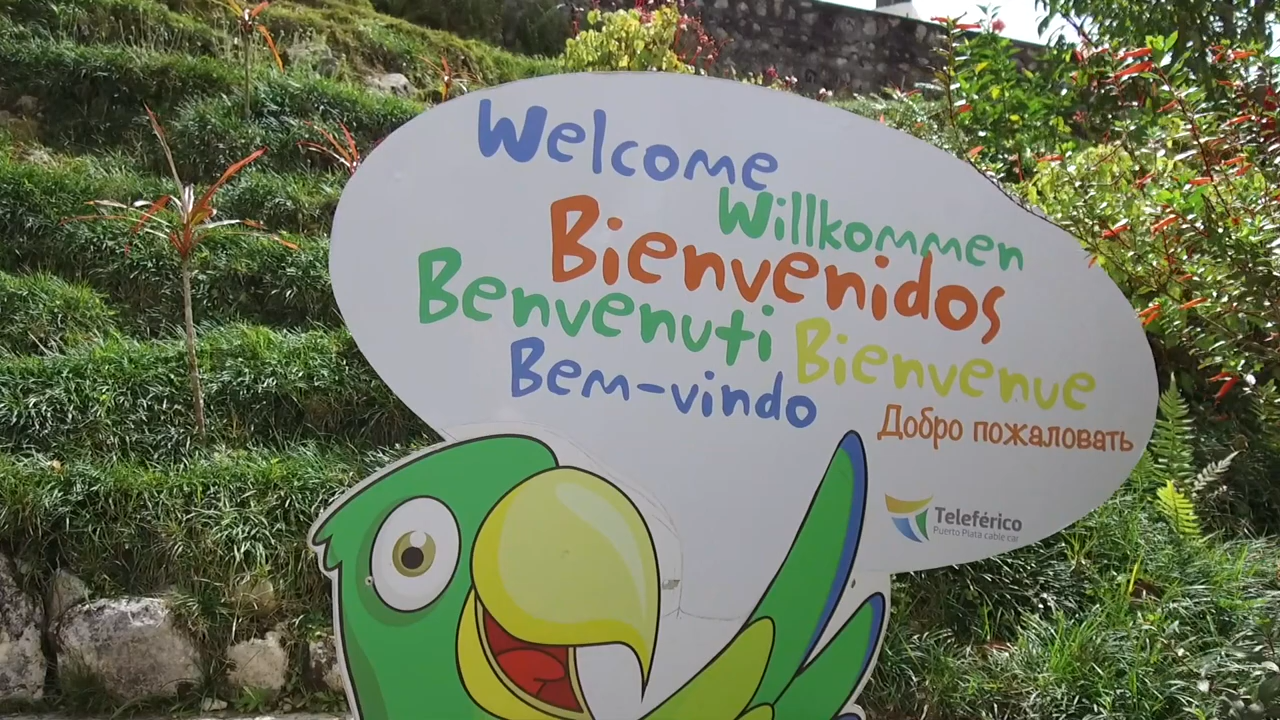 Welcome
Willkommen
Bienvenidos
Benvenuti
Bienvenue
Bem-vindo
Добро пожаловать
Teleférico
Puerto Plata cable car